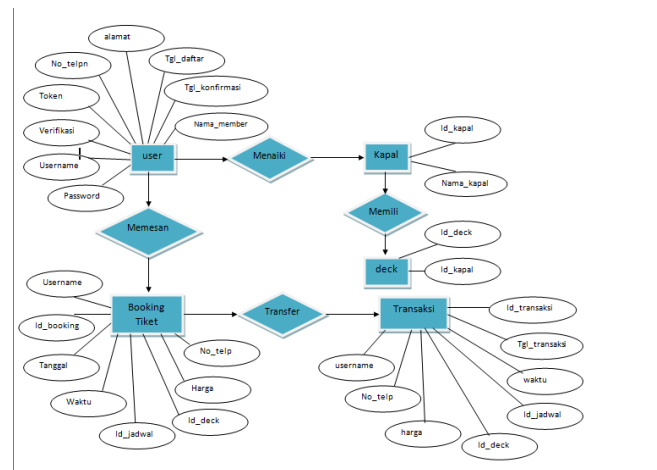 alamat
Tgl_daftar
No_telpn
Tgl_konfirmasi
Token
Nama_member
Id_kapal
Verifikasi
user
Menaiki
Kapal
Username
Nama_kapal
Password
Memili
Memesan
Id_deck
deck
Id_kapal
Username
Booking
Tiket
Transfer
Transaksi
Id_transaksi
Id_booking
Tgl_transaksi
No_telp
Tanggal
username
waktu
Harga
No_telp
Waktu
Id_jadwal
Id_deck
Id_jadwal
harga
Id_deck